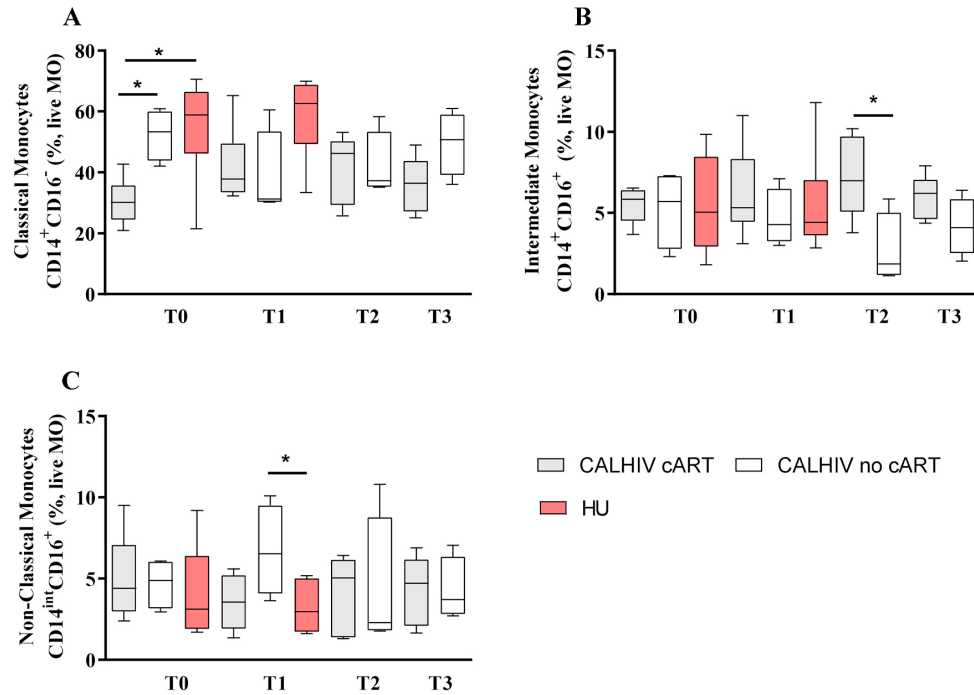 A
Classical Monocytes
CD14⁺CD16⁻ (%, live MO)
80
60
40
20
0
*
*
T0
T1
T2
T3
B
Intermediate Monocytes
CD14⁺CD16⁺ (%, live MO)
15
10
5
0
*
T0
T1
T2
T3
C
Non-Classical Monocytes
CD14ⁱⁿᵗCD16⁺ (%, live MO)
15
10
5
0
*
T0
T1
T2
T3
CALHIV cART
CALHIV no cART
HU